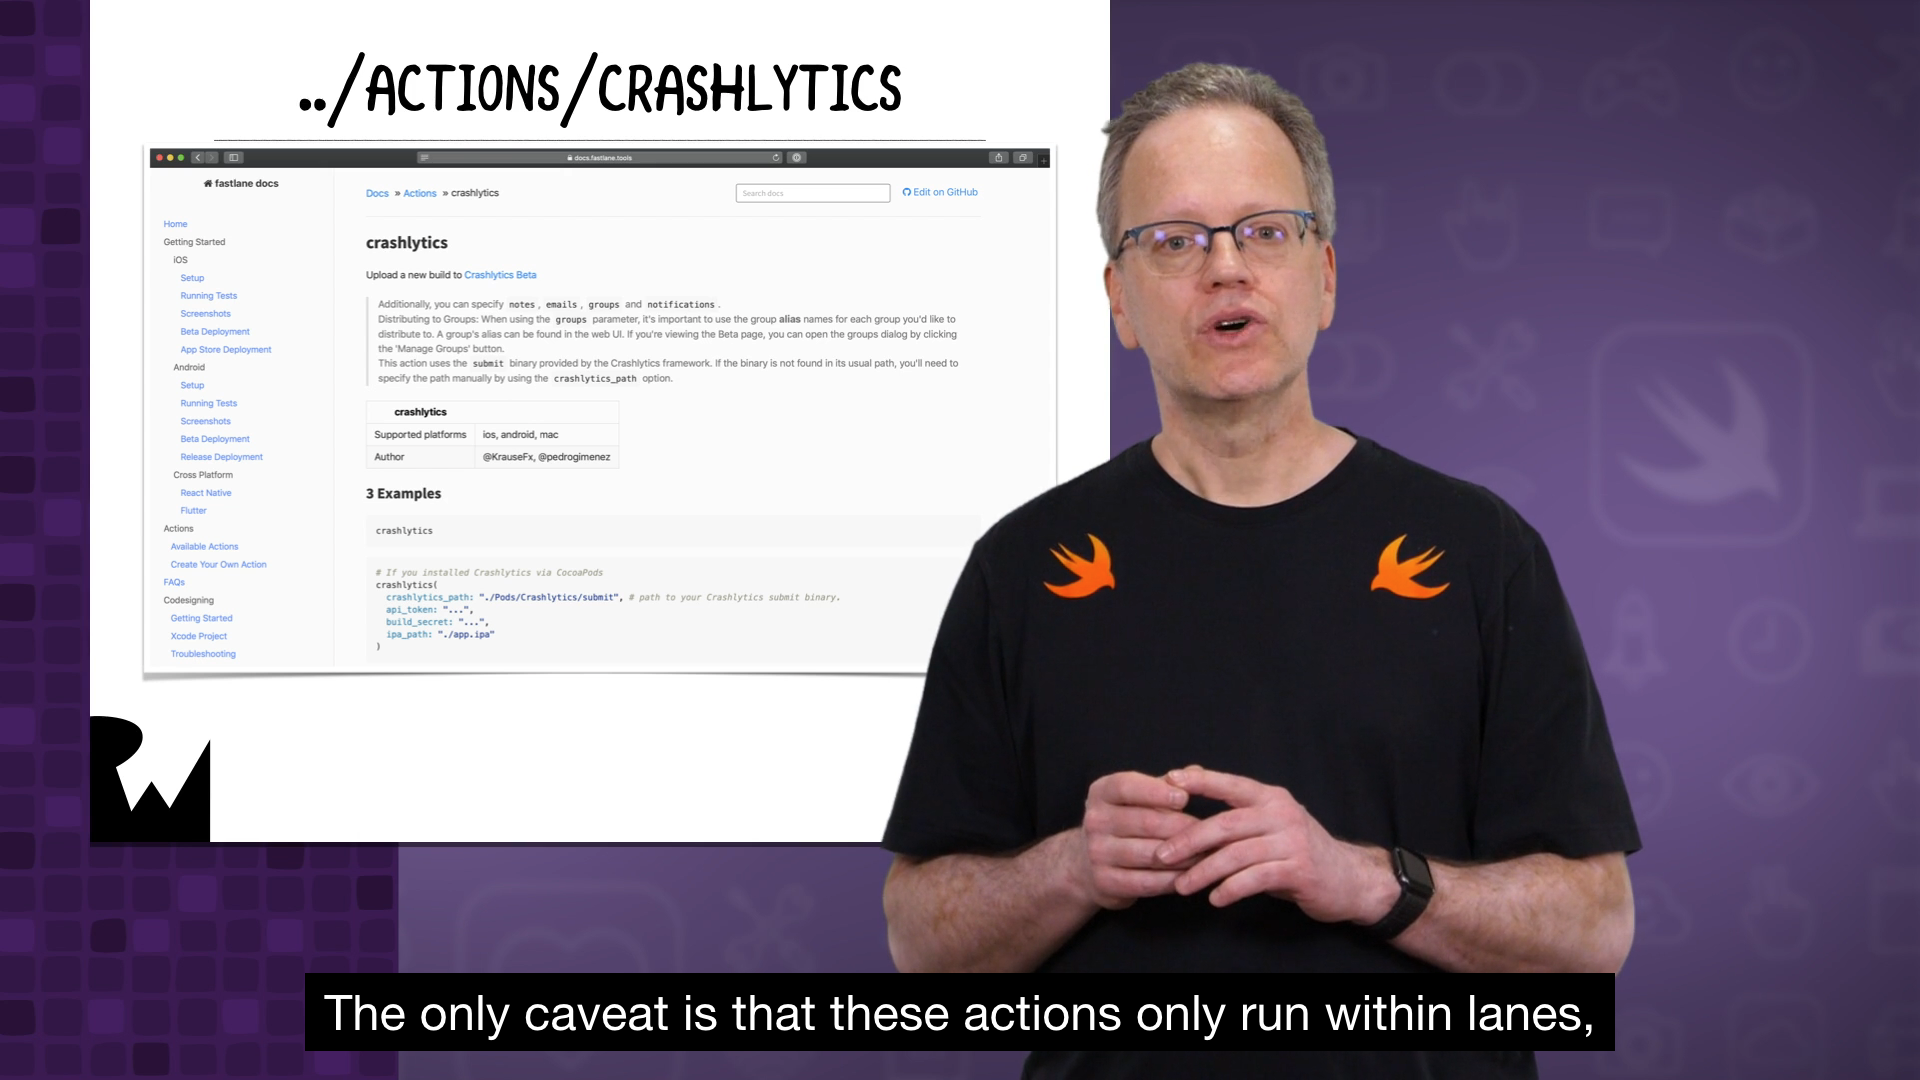 ../ACTIONS/CRASHLYTICS
docs.fastlane.tools
fastlane docs
Docs » Actions » crashlytics
Search docs
Edit on GitHub
Home
Getting Started
iOS
Setup
Running Tests
Screenshots
Beta Deployment
App Store Deployment
Android
Setup
Running Tests
Screenshots
Beta Deployment
Release Deployment
Cross Platform
React Native
Flutter
Actions
Available Actions
Create Your Own Action
FAQs
Codesigning
Getting Started
Xcode Project
Troubleshooting
crashlytics
Upload a new build to Crashlytics Beta
Additionally, you can specify notes, emails, groups and notifications.
Distributing to Groups: When using the groups parameter, it's important to use the group alias names for each group you'd like to
distribute to. A group's alias can be found in the web UI. If you're viewing the Beta page, you can open the groups dialog by clicking
the 'Manage Groups' button.
This action uses the submit binary provided by the Crashlytics framework. If the binary is not found in its usual path, you'll need to
specify the path manually by using the crashlytics_path option.
crashlytics
Supported platforms ios, android, mac
Author @KrauseFx, @pedrogimenez
3 Examples
crashlytics
# If you installed Crashlytics via CocoaPods
crashlytics(
crashlytics_path: "./Pods/Crashlytics/submit", # path to your Crashlytics submit binary.
api_token: "...",
build_secret: "...",
ipa_path: "./app.ipa"
)
RW
The only caveat is that these actions only run within lanes,